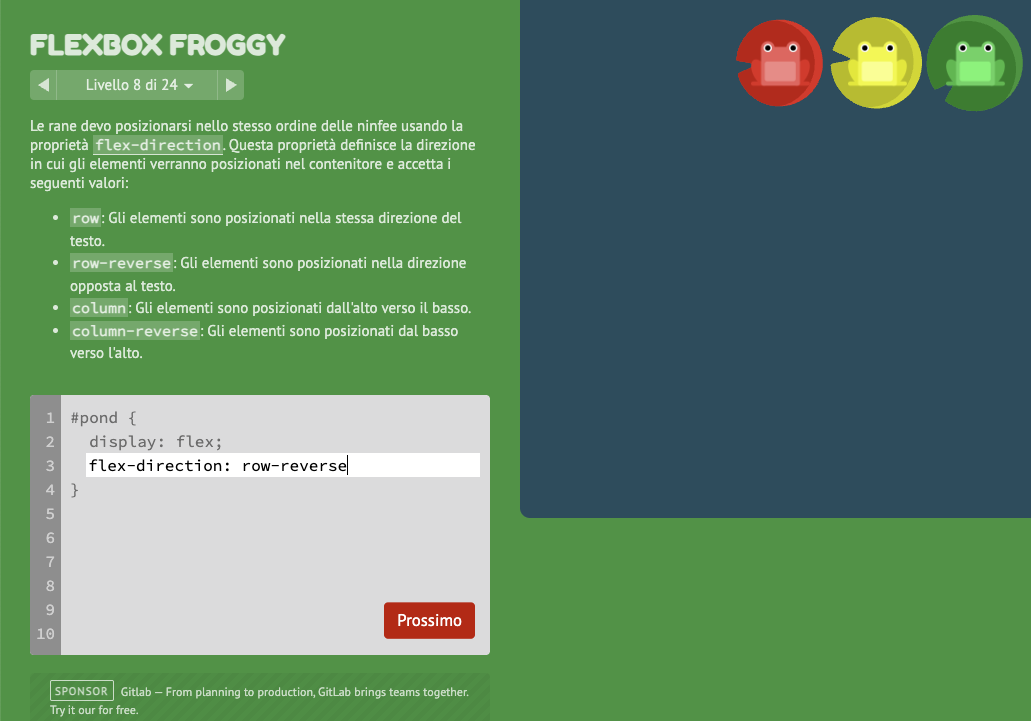 FLEXBOX FROGGY
Livello 8 di 24
Le rane devo posizionarsi nello stesso ordine delle ninfee usando la
proprietà flex-direction. Questa proprietà definisce la direzione
in cui gli elementi verranno posizionati nel contenitore e accetta i
seguenti valori:
• row: Gli elementi sono posizionati nella stessa direzione del
testo.
• row-reverse: Gli elementi sono posizionati nella direzione
opposta al testo.
• column: Gli elementi sono posizionati dall'alto verso il basso.
• column-reverse: Gli elementi sono posizionati dal basso
verso l'alto.
1 #pond {
2 display: flex;
3 flex-direction: row-reverse
4 }
5
6
7
8
9
10
Prossimo
SPONSOR Gitlab — From planning to production, GitLab brings teams together.
Try it our for free.